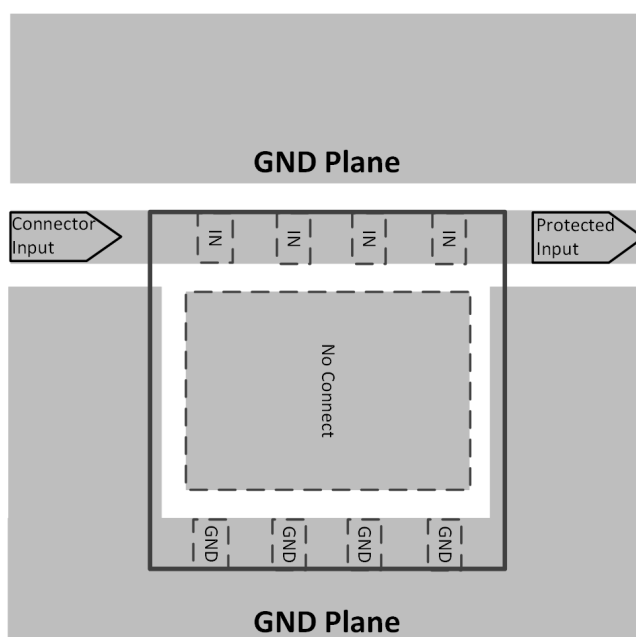 GND Plane
Connector
Input
IN
IN
IN
IN
Protected
Input
No Connect
GND
GND
GND
GND
GND Plane